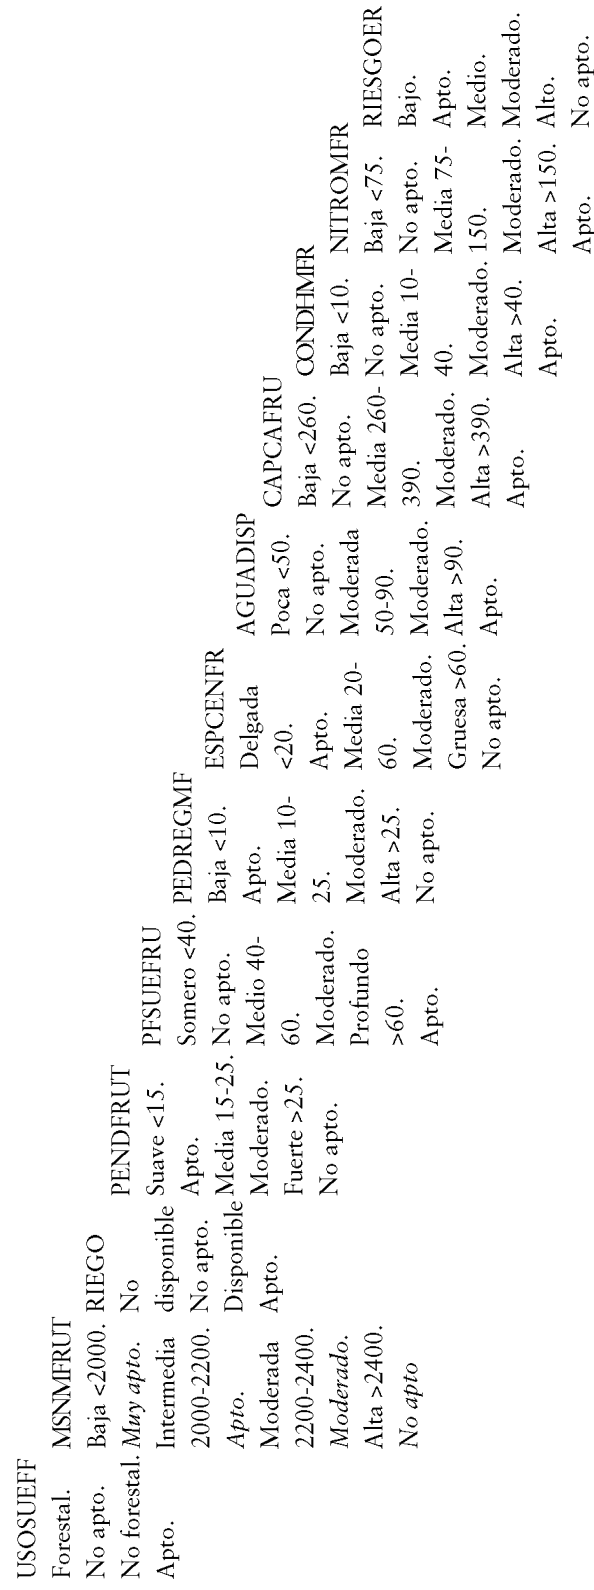 USOSUEFF
Forestal.
No apto.
No forestal.
Apto.
MSNMFRUT
Baja <2000.
Muy apto.
Intermedia
2000-2200.
Apto.
Moderada
2200-2400.
Moderado.
Alta >2400.
No apto
RIEGO
No
disponible
No apto.
Disponible
Apto.
PENDFRUT
Suave <15.
Apto.
Media 15-25.
Moderado.
Fuerte >25.
No apto.
PFSUEFRU
Somero <40.
No apto.
Medio 40-
60.
Moderado.
Profundo
>60.
Apto.
PEDREGMF
Baja <10.
Apto.
Media 10-
25.
Moderado.
Alta >25.
No apto.
ESPCENFR
Delgada
<20.
Apto.
Media 20-
60.
Moderado.
Gruesa >60.
No apto.
AGUADISP
Poca <50.
No apto.
Moderada
50-90.
Moderado.
Alta >90.
Apto.
CAPCAFRU
Baja <260.
No apto.
Media 260-
390.
Moderado.
Alta >390.
Apto.
CONDHMFR
Baja <10.
No apto.
Media 10-
40.
Moderado.
Alta >40.
Apto.
NITROMFR
Baja <75.
No apto.
Media 75-
150.
Moderado.
Alta >150.
Apto.
RIESGOER
Bajo.
Apto.
Medio.
Moderado.
Alto.
No apto.